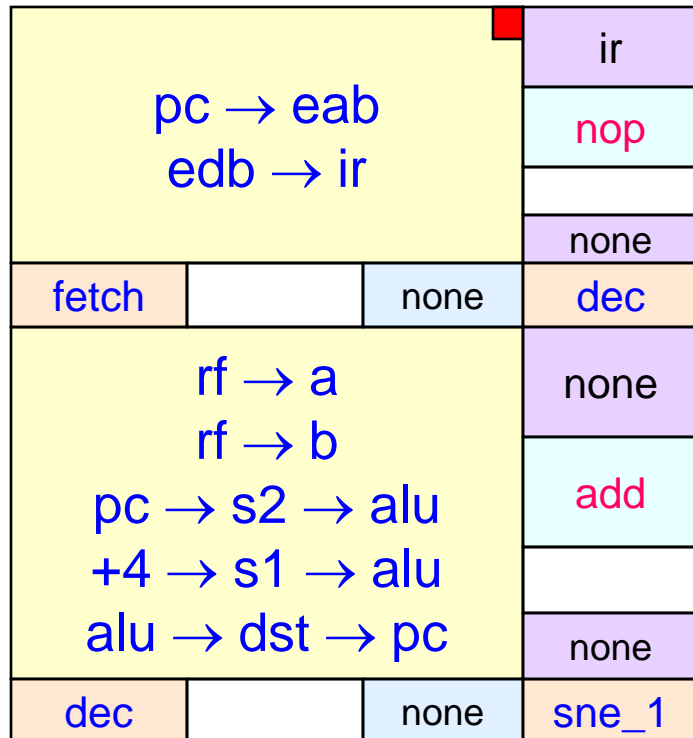 pc → eab
edb → ir
ir
nop
none
fetch
none
dec
rf → a
rf → b
pc → s2 → alu
+4 → s1 → alu
alu → dst → pc
none
add
none
dec
none
sne_1